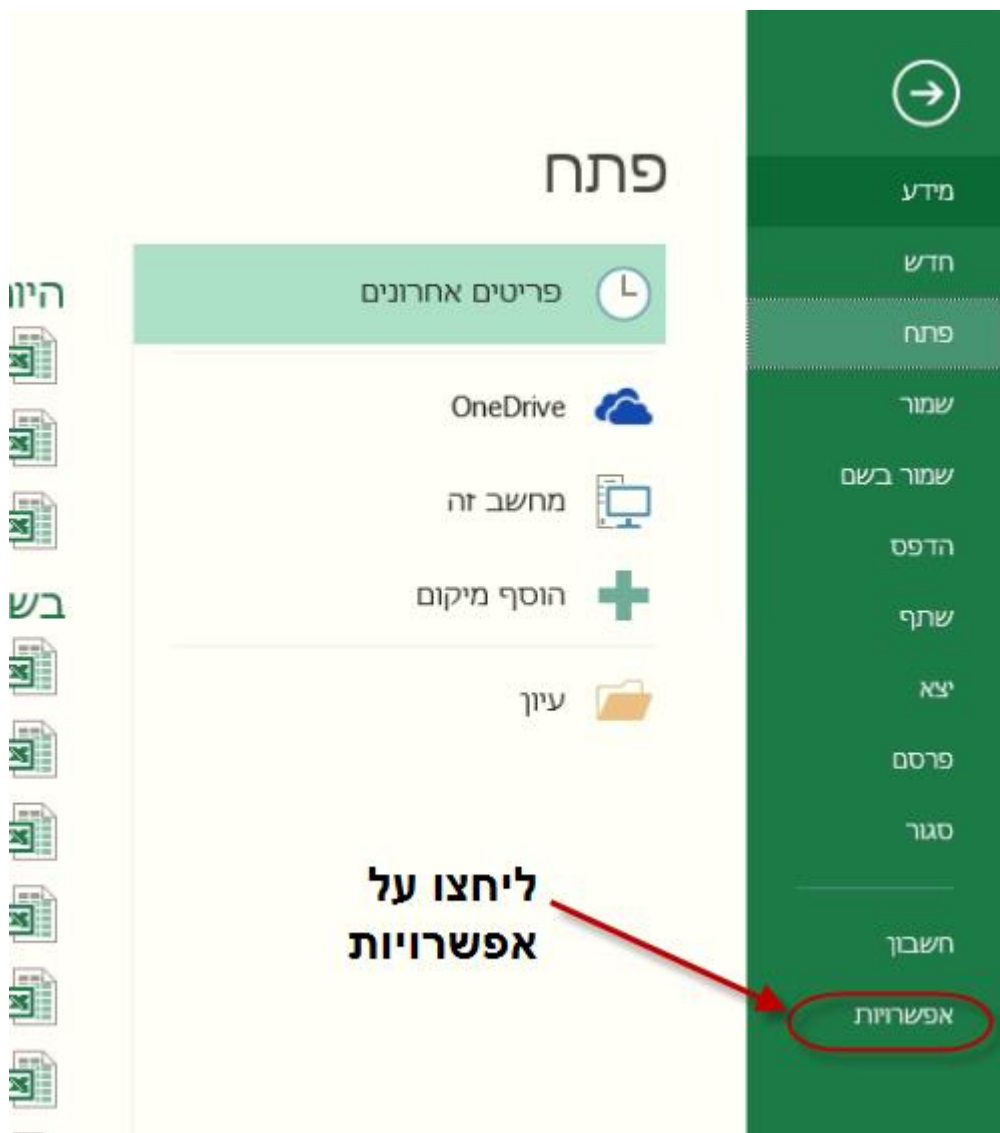 מידע
חדש
פתח
שמור
שמור בשם
הדפס
שתף
יצא
פרסם
סגור
חשבון
אפשרויות
פתח
פריטים אחרונים
OneDrive
מחשב זה
הוסף מיקום
עיון
ליחצו על
אפשרויות